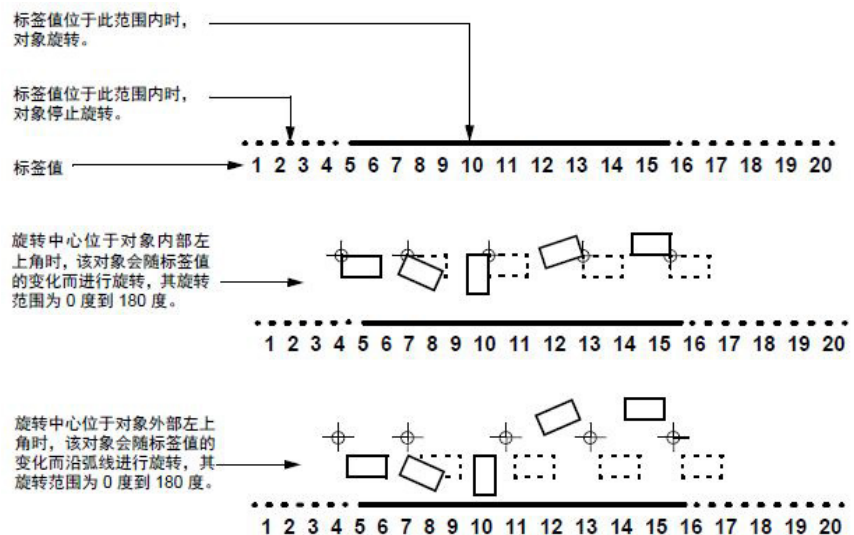 标签值位于此范围内时，
对象旋转。
标签值位于此范围内时，
对象停止旋转。
标签值
1 2 3 4 5 6 7 8 9 10 11 12 13 14 15 16 17 18 19 20
旋转中心位于对象内部左
上角时，该对象会随标签值
的变化而进行旋转，其旋转
范围为 0 度到 180 度。
1 2 3 4 5 6 7 8 9 10 11 12 13 14 15 16 17 18 19 20
旋转中心位于对象外部左上
角时，该对象会随标签值的
变化而沿弧线进行旋转，其
旋转范围为 0 度到 180 度。
1 2 3 4 5 6 7 8 9 10 11 12 13 14 15 16 17 18 19 20